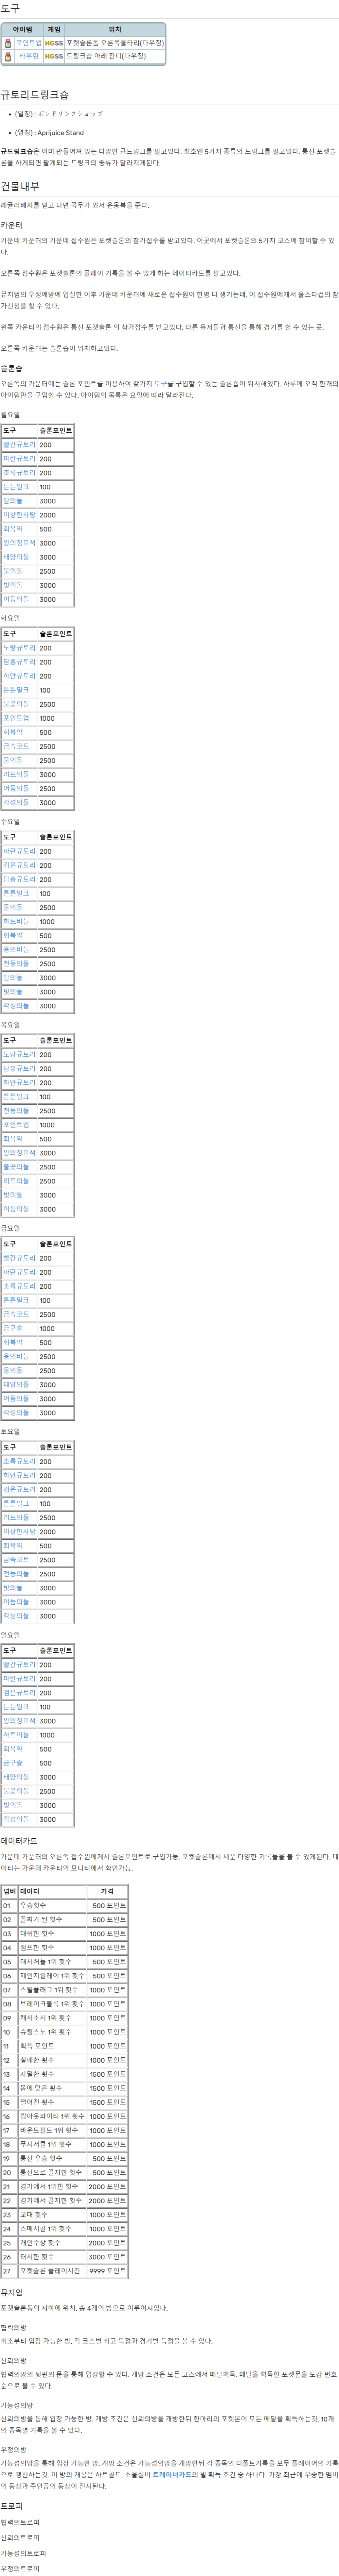 도구
아이템 게임 위치
포인트업 HGSS 포켓슬론돔 오른쪽울타리(다우징)
타우린 HGSS 드링크샵 아래 잔디(다우징)
규토리드링크숍
(일칭) : ボンドリンクショップ
(영칭) : Aprijuice Stand
규토리드링크숍은 이미 만들어져 있는 다양한 규드링크를 팔고있다. 최초엔 5가지 종류의 드링크를 팔고있다. 통신 포켓슬
론을 하게되면 팔게되는 드링크의 종류가 달라지게된다.
건물내부
레귤러배지를 얻고 나면 꼭두가 와서 운동복을 준다.
카운터
가운데 카운터의 가운데 접수원은 포켓슬론의 참가접수를 받고있다. 이곳에서 포켓슬론의 5가지 코스에 참여할 수 있
다.
오른쪽 접수원은 포켓슬론의 플레이 기록을 볼 수 있게 하는 데이터카드를 팔고있다.
뮤지엄의 우정에방에 입실한 이후 가운데 카운터에 새로운 접수원이 한명 더 생기는데, 이 접수원에게서 올스타컵의 참
가신청을 할 수 있다.
왼쪽 카운터의 접수원은 통신 포켓슬론 의 참가접수를 받고있다. 다른 유저들과 통신을 통해 경기를 할 수 있는 곳.
오른쪽 카운터는 슬론숍이 위치하고있다.
슬론숍
오른쪽의 카운터에는 슬론 포인트를 이용하여 갖가지 도구를 구입할 수 있는 슬론숍이 위치해있다. 하루에 오직 한개의
아이템만을 구입할 수 있다. 아이템의 목록은 요일에 따라 달라진다.
월요일
도구 슬론포인트
빨간규토리 200
파란규토리 200
초록규토리 200
튼튼밀크 100
달의돌 3000
이상한사탕 2000
회복약 500
왕의징표석 3000
태양의돌 3000
물의돌 2500
빛의돌 3000
어둠의돌 3000
화요일
도구 슬론포인트
노랑규토리 200
담홍규토리 200
하얀규토리 200
튼튼밀크 100
불꽃의돌 2500
포인트업 1000
회복약 500
금속코트 2500
물의돌 2500
리프의돌 3000
어둠의돌 2500
각성의돌 3000
수요일
도구 슬론포인트
파란규토리 200
검은규토리 200
담홍규토리 200
튼튼밀크 100
물의돌 2500
하트비늘 1000
회복약 500
용의비늘 2500
천둥의돌 2500
달의돌 3000
빛의돌 3000
각성의돌 3000
목요일
도구 슬론포인트
노랑규토리 200
담홍규토리 200
하얀규토리 200
튼튼밀크 100
천둥의돌 2500
포인트업 1000
회복약 500
왕의징표석 3000
불꽃의돌 2500
리프의돌 2500
빛의돌 3000
어둠의돌 3000
금요일
도구 슬론포인트
빨간규토리 200
파란규토리 200
초록규토리 200
튼튼밀크 100
금속코트 2500
금구슬 1000
회복약 500
용의비늘 2500
물의돌 2500
태양의돌 3000
어둠의돌 3000
각성의돌 3000
토요일
도구 슬론포인트
초록규토리 200
하얀규토리 200
검은규토리 200
튼튼밀크 100
리프의돌 2500
이상한사탕 2000
회복약 500
금속코트 2500
천둥의돌 2500
빛의돌 3000
어둠의돌 3000
각성의돌 3000
일요일
도구 슬론포인트
빨간규토리 200
파란규토리 200
검은규토리 200
튼튼밀크 100
왕의징표석 3000
하트비늘 1000
회복약 500
금구슬 500
태양의돌 3000
불꽃의돌 2500
빛의돌 3000
각성의돌 3000
데이터카드
가운데 카운터의 오른쪽 접수원에게서 슬론포인트로 구입가능. 포켓슬론에서 세운 다양한 기록들을 볼 수 있게된다. 데
이터는 가운데 카운터의 모니터에서 확인가능.
넘버 데이터 가격
01 우승횟수 500 포인트
02 꼴찌가 된 횟수 500 포인트
03 대쉬한 횟수 1000 포인트
04 점프한 횟수 1000 포인트
05 대시허들 1위 횟수 500 포인트
06 체인지릴레이 1위 횟수 500 포인트
07 스틸플래그 1위 횟수 1000 포인트
08 브레이크블록 1위 횟수 1000 포인트
09 캐치소서 1위 횟수 1000 포인트
10 슈팅스노 1위 횟수 1000 포인트
11 획득 포인트 1000 포인트
12 실패한 횟수 1000 포인트
13 자멸한 횟수 1500 포인트
14 몸에 맞은 횟수 1500 포인트
15 떨어진 횟수 1500 포인트
16 링아웃파이터 1위 횟수 1000 포인트
17 바운드월드 1위 횟수 1000 포인트
18 푸시서클 1위 횟수 1000 포인트
19 통신 우승 횟수 500 포인트
20 통신으로 꼴지한 횟수 500 포인트
21 경기에서 1위한 횟수 2000 포인트
22 경기에서 꼴지한 횟수 2000 포인트
23 교대 횟수 1000 포인트
24 스매시골 1위 횟수 1000 포인트
25 개인수상 횟수 2000 포인트
26 터치한 횟수 3000 포인트
27 포켓슬론 플레이시간 9999 포인트
뮤지엄
포켓슬론돔의 지하에 위치, 총 4개의 방으로 이루어져있다.
협력의방
최초부터 입장 가능한 방. 각 코스별 최고 득점과 경기별 득점을 볼 수 있다.
신뢰의방
협력의방의 뒷편의 문을 통해 입장할 수 있다. 개방 조건은 모든 코스에서 메달획득. 메달을 획득한 포켓몬을 도감 번호
순으로 볼 수 있다.
가능성의방
신뢰의방을 통해 입장 가능한 방, 개방 조건은 신뢰의방을 개방한뒤 한마리의 포켓몬이 모든 메달을 획득하는것. 10개
의 종목별 기록을 볼 수 있다.
우정의방
가능성의방을 통해 입장 가능한 방. 개방 조건은 가능성의방을 개방한뒤 각 종목의 디폴트기록을 모두 플레이어의 기록
으로 갱신하는것. 이 방의 개봉은 하트골드, 소울실버 트레이너카드의 별 획득 조건 중 하나다. 가장 최근에 우승한 멤버
의 동상과 주인공의 동상이 전시된다.
트로피
협력의트로피
신뢰의트로피
가능성의트로피
우정의트로피